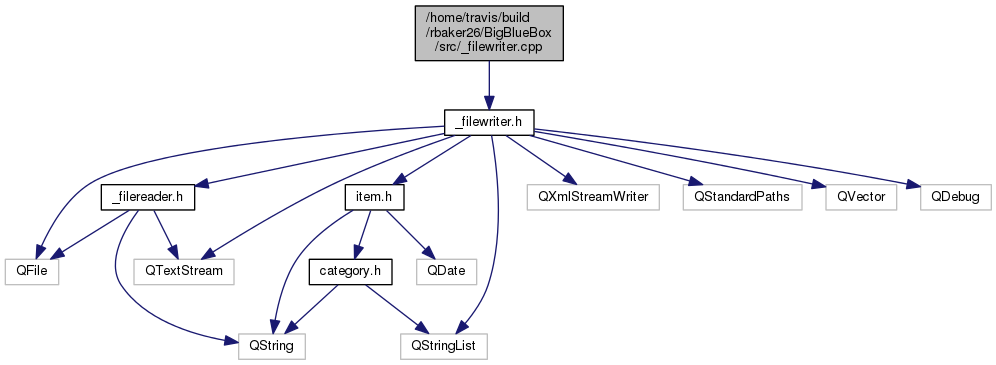 /home/travis/build
/rbaker26/BigBlueBox
/src/_filewriter.cpp
_filewriter.h
_filereader.h
item.h
QXmlStreamWriter
QStandardPaths
QVector
QDebug
QFile
QTextStream
category.h
QDate
QString
QStringList